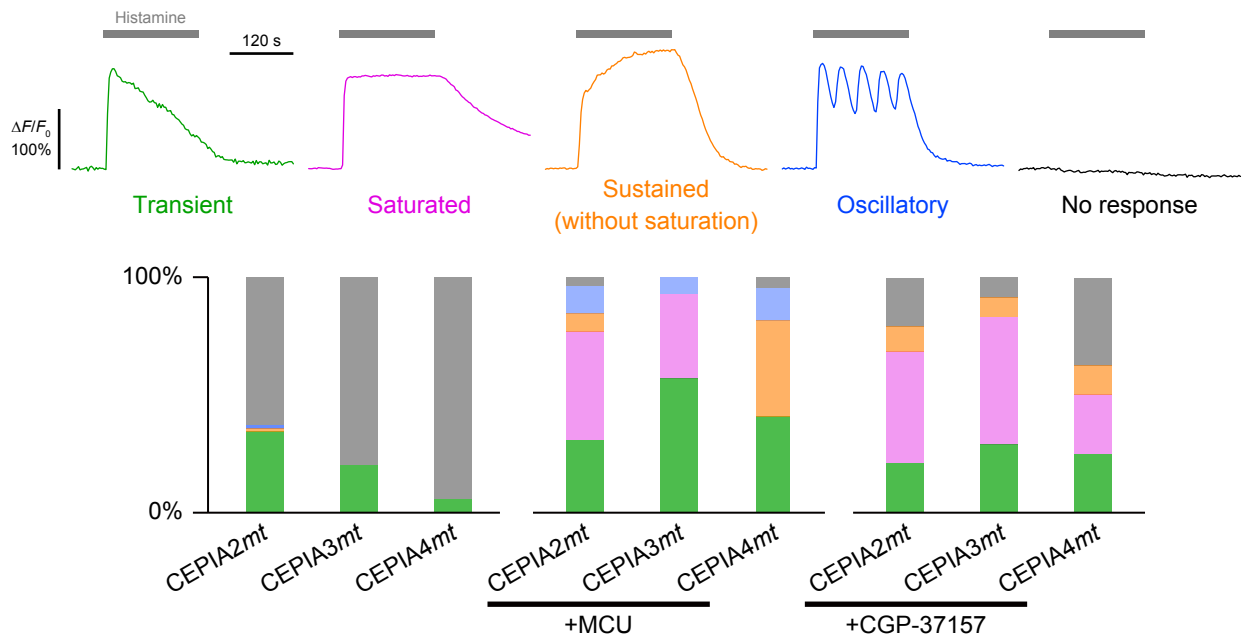 Histamine
120 s
ΔF/F0
100%
Transient
Saturated
Sustained
(without saturation)
Oscillatory
No response
100%
0%
CEPIA2mt
CEPIA3mt
CEPIA4mt
CEPIA2mt
CEPIA3mt
CEPIA4mt
CEPIA2mt
CEPIA3mt
CEPIA4mt
+MCU
+CGP-37157